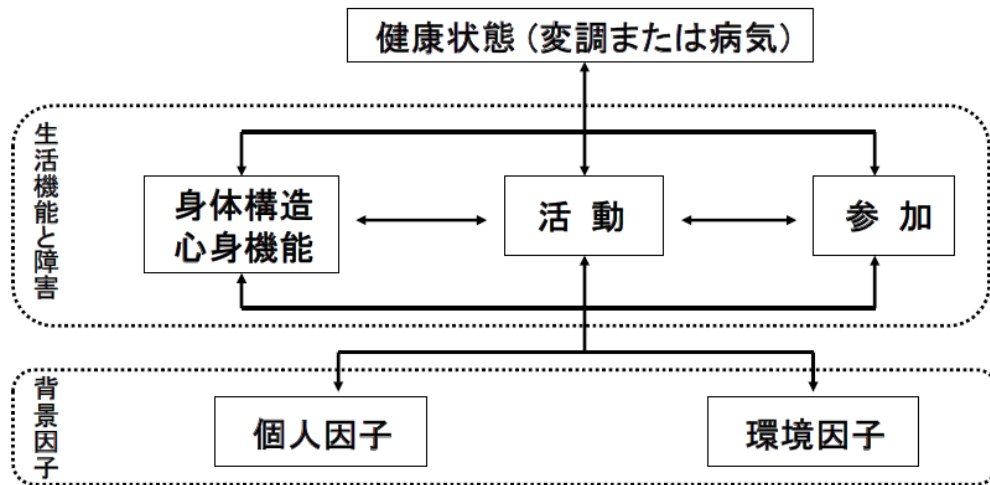 健康状態（変調または病気）
生活機能と障害
身体構造
心身機能
活 動
参 加
背景因子
個人因子
環境因子